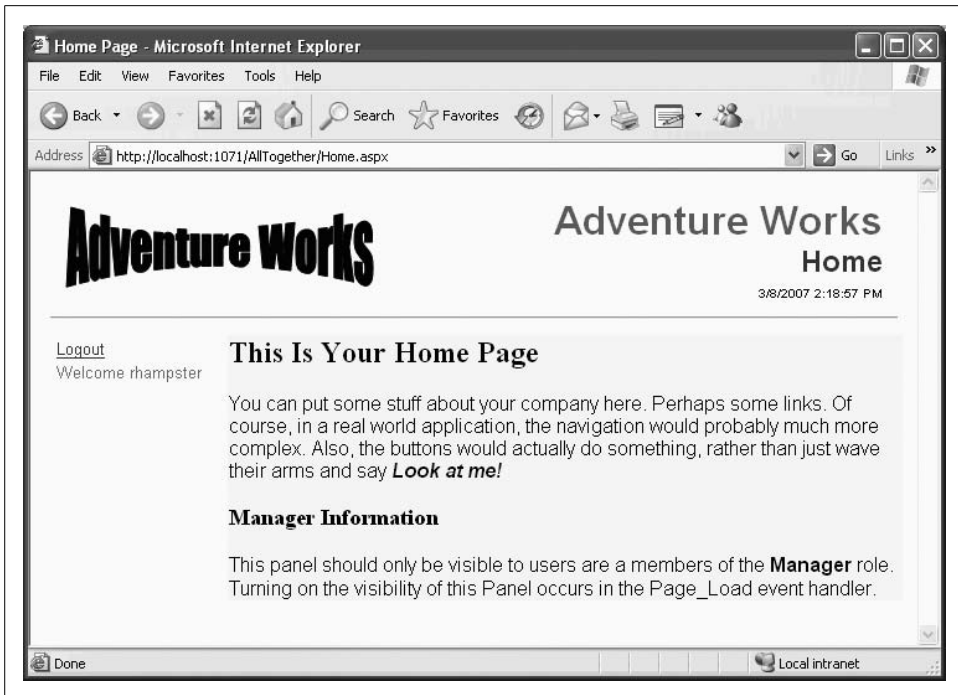 Home Page - Microsoft Internet Explorer
File Edit View Favorites Tools Help
Back Search Favorites
Address http://localhost:1071/AllTogether/Home.aspx Go Links »
Adventure Works
Adventure Works
Home
3/8/2007 2:18:57 PM
Logout
Welcome rhampster
This Is Your Home Page
You can put some stuff about your company here. Perhaps some links. Of
course, in a real world application, the navigation would probably much more
complex. Also, the buttons would actually do something, rather than just wave
their arms and say Look at me!
Manager Information
This panel should only be visible to users are a members of the Manager role.
Turning on the visibility of this Panel occurs in the Page_Load event handler.
Done Local intranet